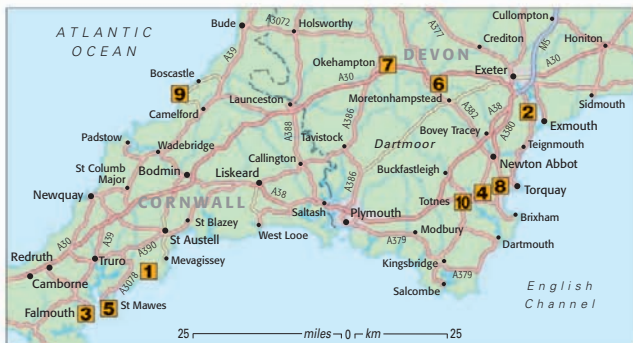 Cullompton
Bude
A3072
Holsworthy
A377
Crediton
M5
Honiton
ATLANTIC
OCEAN
A39
DEVON
A30
Okehampton
7
Exeter
Boscastle
A30
6
9
Launceston
Moretonhampstead
2
Sidmouth
Camelford
A382
A38
Exmouth
A388
A386
Bovey Tracey
A380
Padstow
Tavistock
Dartmoor
Teignmouth
Wadebridge
Newton Abbot
St Columb
Major
Bodmin
Callington
Buckfastleigh
Liskeard
A386
4
8
Torquay
Newquay
CORNWALL
A38
Totnes
10
Saltash
Plymouth
Brixham
St Blazey
A30
A39
A390
St Austell
West Looe
A379
Modbury
Dartmouth
Redruth
Truro
1
Mevagissey
Kingsbridge
A379
Camborne
A3078
Salcombe
English
Channel
Falmouth
3
5
St Mawes
25
miles
0
km
25